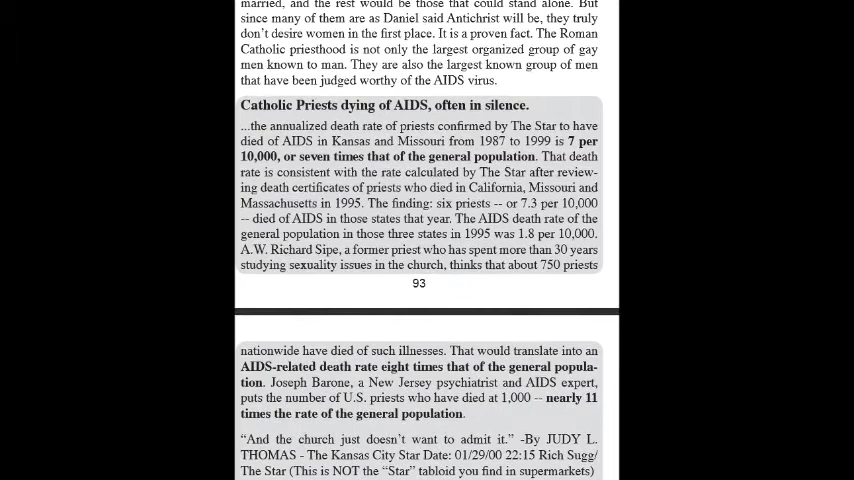 married, and the rest would be those that could stand alone. But
since many of them are as Daniel said Antichrist will be, they truly
don't desire women in the first place. It is a proven fact. The Roman
Catholic priesthood is not only the largest organized group of gay
men known to man. They are also the largest known group of men
that have been judged worthy of the AIDS virus.
Catholic Priests dying of AIDS, often in silence.
...the annualized death rate of priests confirmed by The Star to have
died of AIDS in Kansas and Missouri from 1987 to 1999 is 7 per
10,000, or seven times that of the general population. That death
rate is consistent with the rate calculated by The Star after review-
ing death certificates of priests who died in California, Missouri and
Massachusetts in 1995. The finding: six priests -- or 7.3 per 10,000
-- died of AIDS in those states that year. The AIDS death rate of the
general population in those three states in 1995 was 1.8 per 10,000.
A.W. Richard Sipe, a former priest who has spent more than 30 years
studying sexuality issues in the church, thinks that about 750 priests
93
nationwide have died of such illnesses. That would translate into an
AIDS-related death rate eight times that of the general popula-
tion. Joseph Barone, a New Jersey psychiatrist and AIDS expert,
puts the number of U.S. priests who have died at 1,000 -- nearly 11
times the rate of the general population.
"And the church just doesn't want to admit it." -By JUDY L.
THOMAS - The Kansas City Star Date: 01/29/00 22:15 Rich Sugg/
The Star (This is NOT the "Star" tabloid you find in supermarkets)